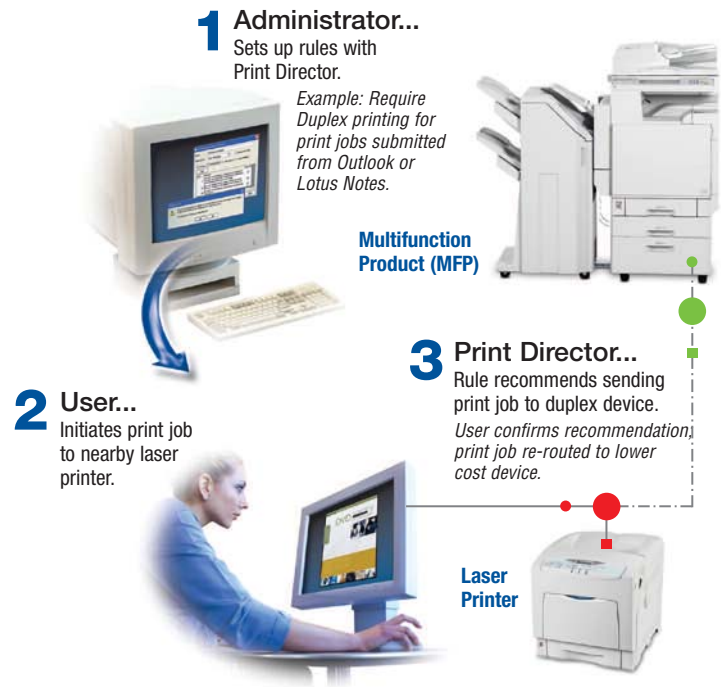 1 Administrator...
Sets up rules with
Print Director.
Example: Require
Duplex printing for
print jobs submitted
from Outlook or
Lotus Notes.
Multifunction
Product (MFP)
3 Print Director...
Rule recommends sending
print job to duplex device.
User confirms recommendation,
print job re-routed to lower
cost device.
2 User...
Initiates print job
to nearby laser
printer.
DVD
Laser
Printer